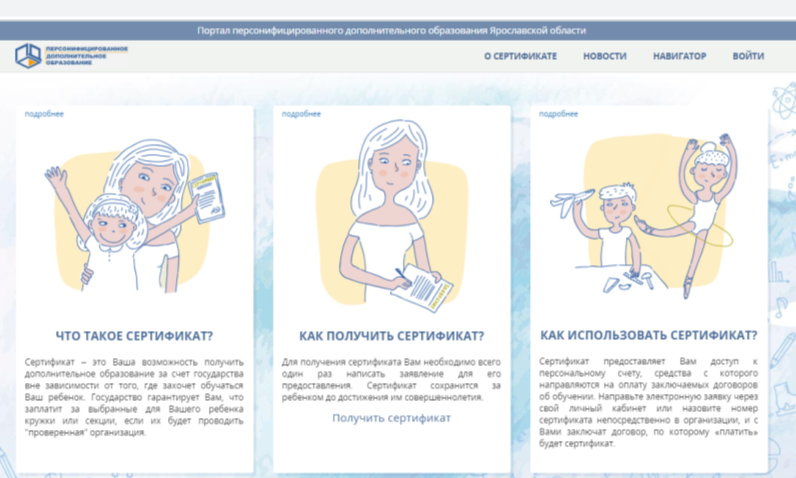 Портал персонифицированного дополнительного образования Ярославской области
ПЕРСОНИФИЦИРОВАННОЕ
ДОПОЛНИТЕЛЬНОЕ
ОБРАЗОВАНИЕ
О СЕРТИФИКАТЕ НОВОСТИ НАВИГАТОР ВОЙТИ
подробнее
ЧТО ТАКОЕ СЕРТИФИКАТ?
Сертификат – это Ваша возможность получить
дополнительное образование за счет государства
вне зависимости от того, где захочет обучаться
Ваш ребенок. Государство гарантирует Вам, что
заплатит за выбранные для Вашего ребенка
кружки или секции, если их будет проводить
"проверенная" организация.
подробнее
КАК ПОЛУЧИТЬ СЕРТИФИКАТ?
Для получения сертификата Вам необходимо всего
один раз написать заявление для его
предоставления. Сертификат сохранится за
ребенком до достижения им совершеннолетия.
Получить сертификат
подробнее
КАК ИСПОЛЬЗОВАТЬ СЕРТИФИКАТ?
Сертификат предоставляет Вам доступ к
персональному счету, средства с которого
направляются на оплату заключаемых договоров
об обучении. Направьте электронную заявку через
свой личный кабинет или назовите номер
сертификата непосредственно в организации, и с
Вами заключат договор, по которому «платить»
будет сертификат.